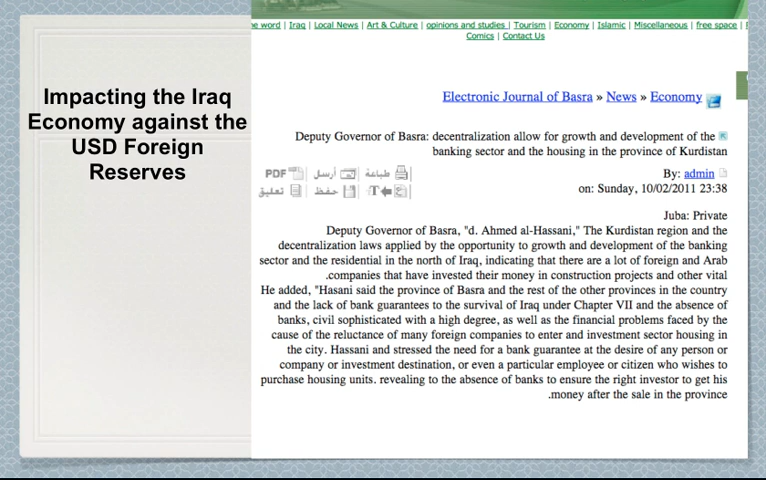 e word | Iraq | Local News | Art & Culture | opinions and studies | Tourism | Economy | Islamic | Miscellaneous | free space |
Comics | Contact Us
Impacting the Iraq
Economy against the
USD Foreign
Reserves
Electronic Journal of Basra » News » Economy
Deputy Governor of Basra: decentralization allow for growth and development of the
banking sector and the housing in the province of Kurdistan
PDF أرسل طباعة
تعليق حفظ T
By: admin
on: Sunday, 10/02/2011 23:38
Juba: Private
Deputy Governor of Basra, "d. Ahmed al-Hassani," The Kurdistan region and the
decentralization laws applied by the opportunity to growth and development of the banking
sector and the residential in the north of Iraq, indicating that there are a lot of foreign and Arab
.companies that have invested their money in construction projects and other vital
He added, "Hasani said the province of Basra and the rest of the other provinces in the country
and the lack of bank guarantees to the survival of Iraq under Chapter VII and the absence of
banks, civil sophisticated with a high degree, as well as the financial problems faced by the
cause of the reluctance of many foreign companies to enter and investment sector housing in
the city. Hassani and stressed the need for a bank guarantee at the desire of any person or
company or investment destination, or even a particular employee or citizen who wishes to
purchase housing units. revealing to the absence of banks to ensure the right investor to get his
.money after the sale in the province